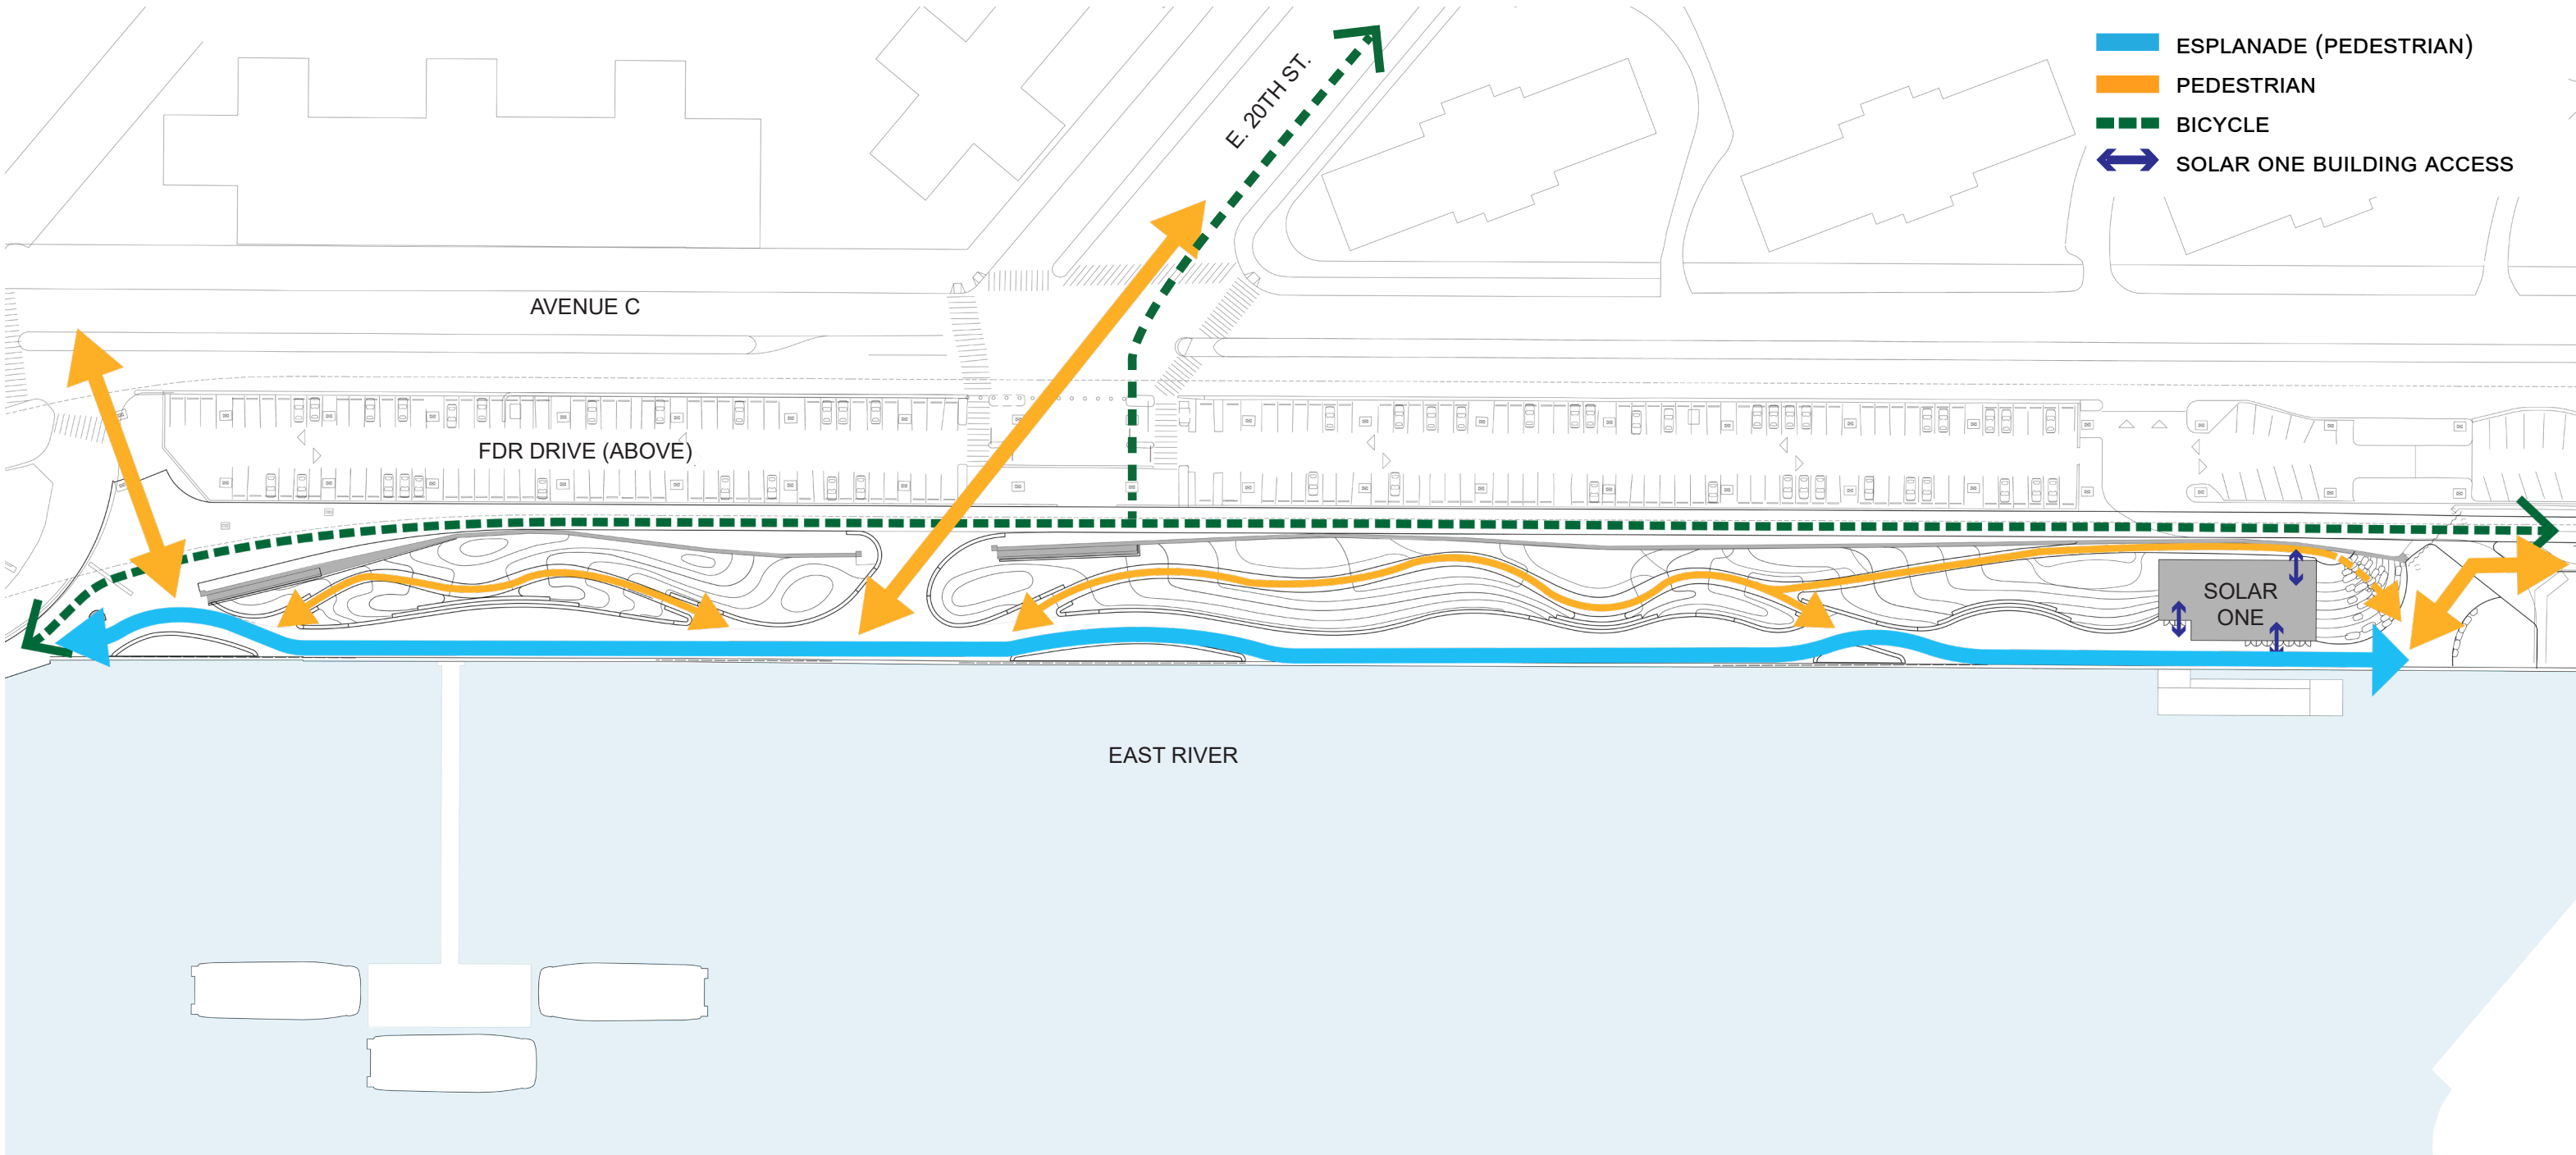 ESPLANADE (PEDESTRIAN)
PEDESTRIAN
BICYCLE
SOLAR ONE BUILDING ACCESS
E. 20TH ST.
AVENUE C
FDR DRIVE (ABOVE)
SOLAR
ONE
EAST RIVER